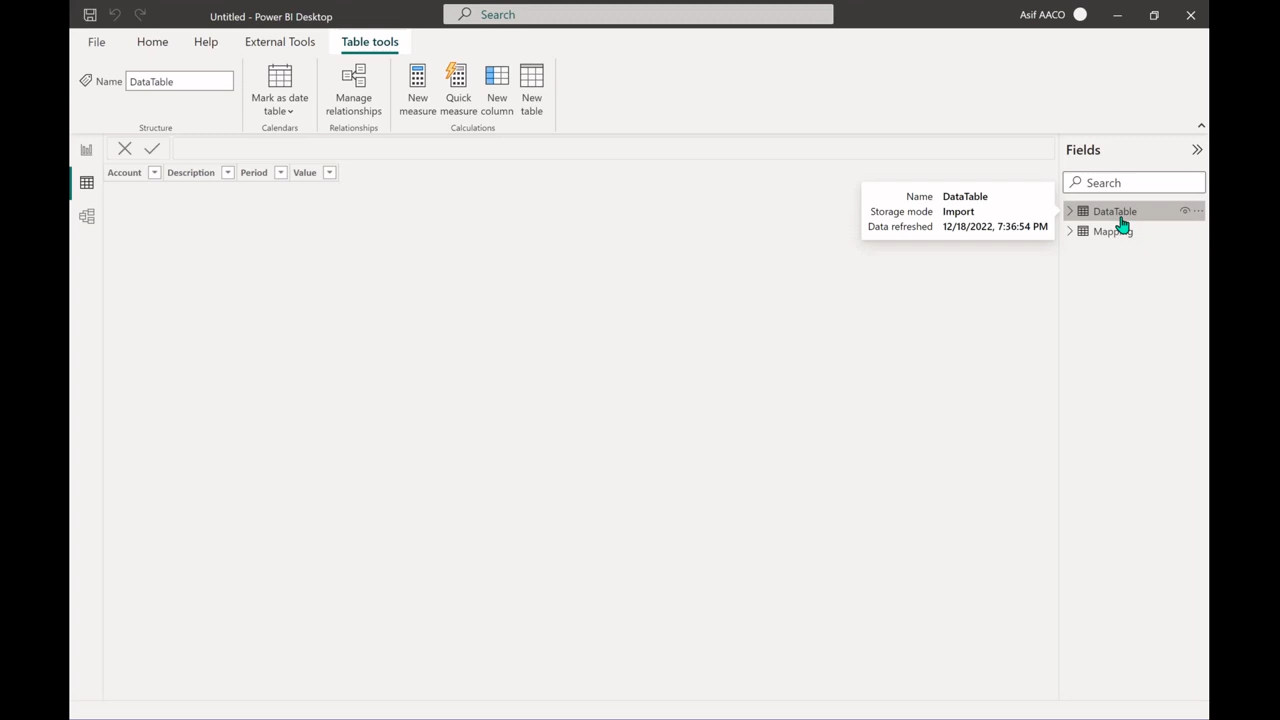 Untitled - Power BI Desktop
Search
Asif AACO
File
Home
Help
External Tools
Table tools
Name
DataTable
Mark as date
table
Manage
relationships
New
measure
Quick
measure
New
column
New
table
Structure
Calendars
Relationships
Calculations
Account
Description
Period
Value
Fields
Search
Name DataTable
Storage mode Import
Data refreshed 12/18/2022, 7:36:54 PM
DataTable
Mapping